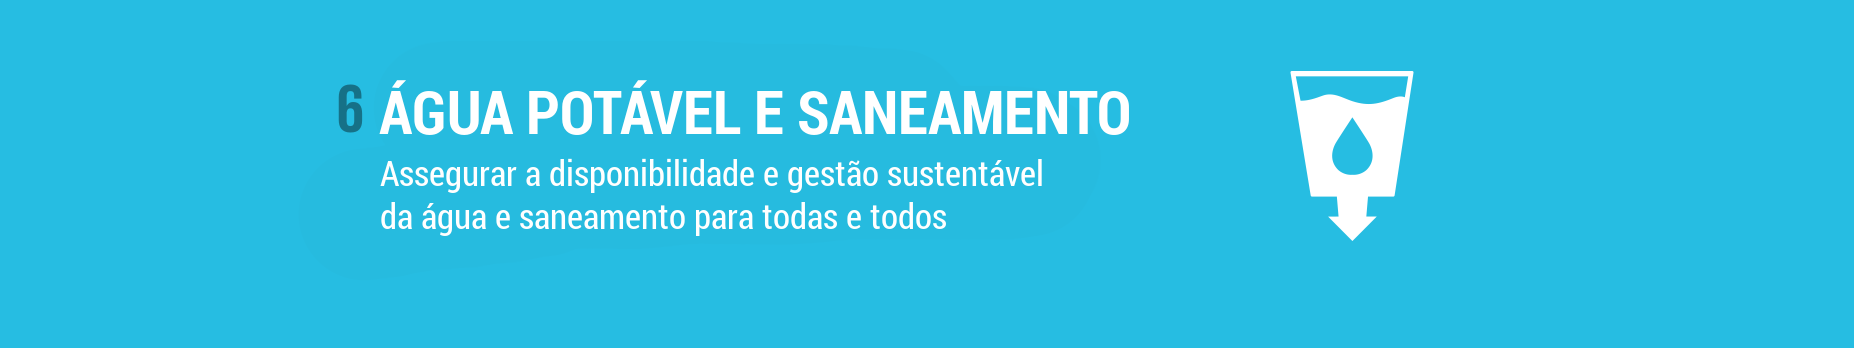 6 ÁGUA POTÁVEL E SANEAMENTO
Assegurar a disponibilidade e gestão sustentável
da água e saneamento para todas e todos